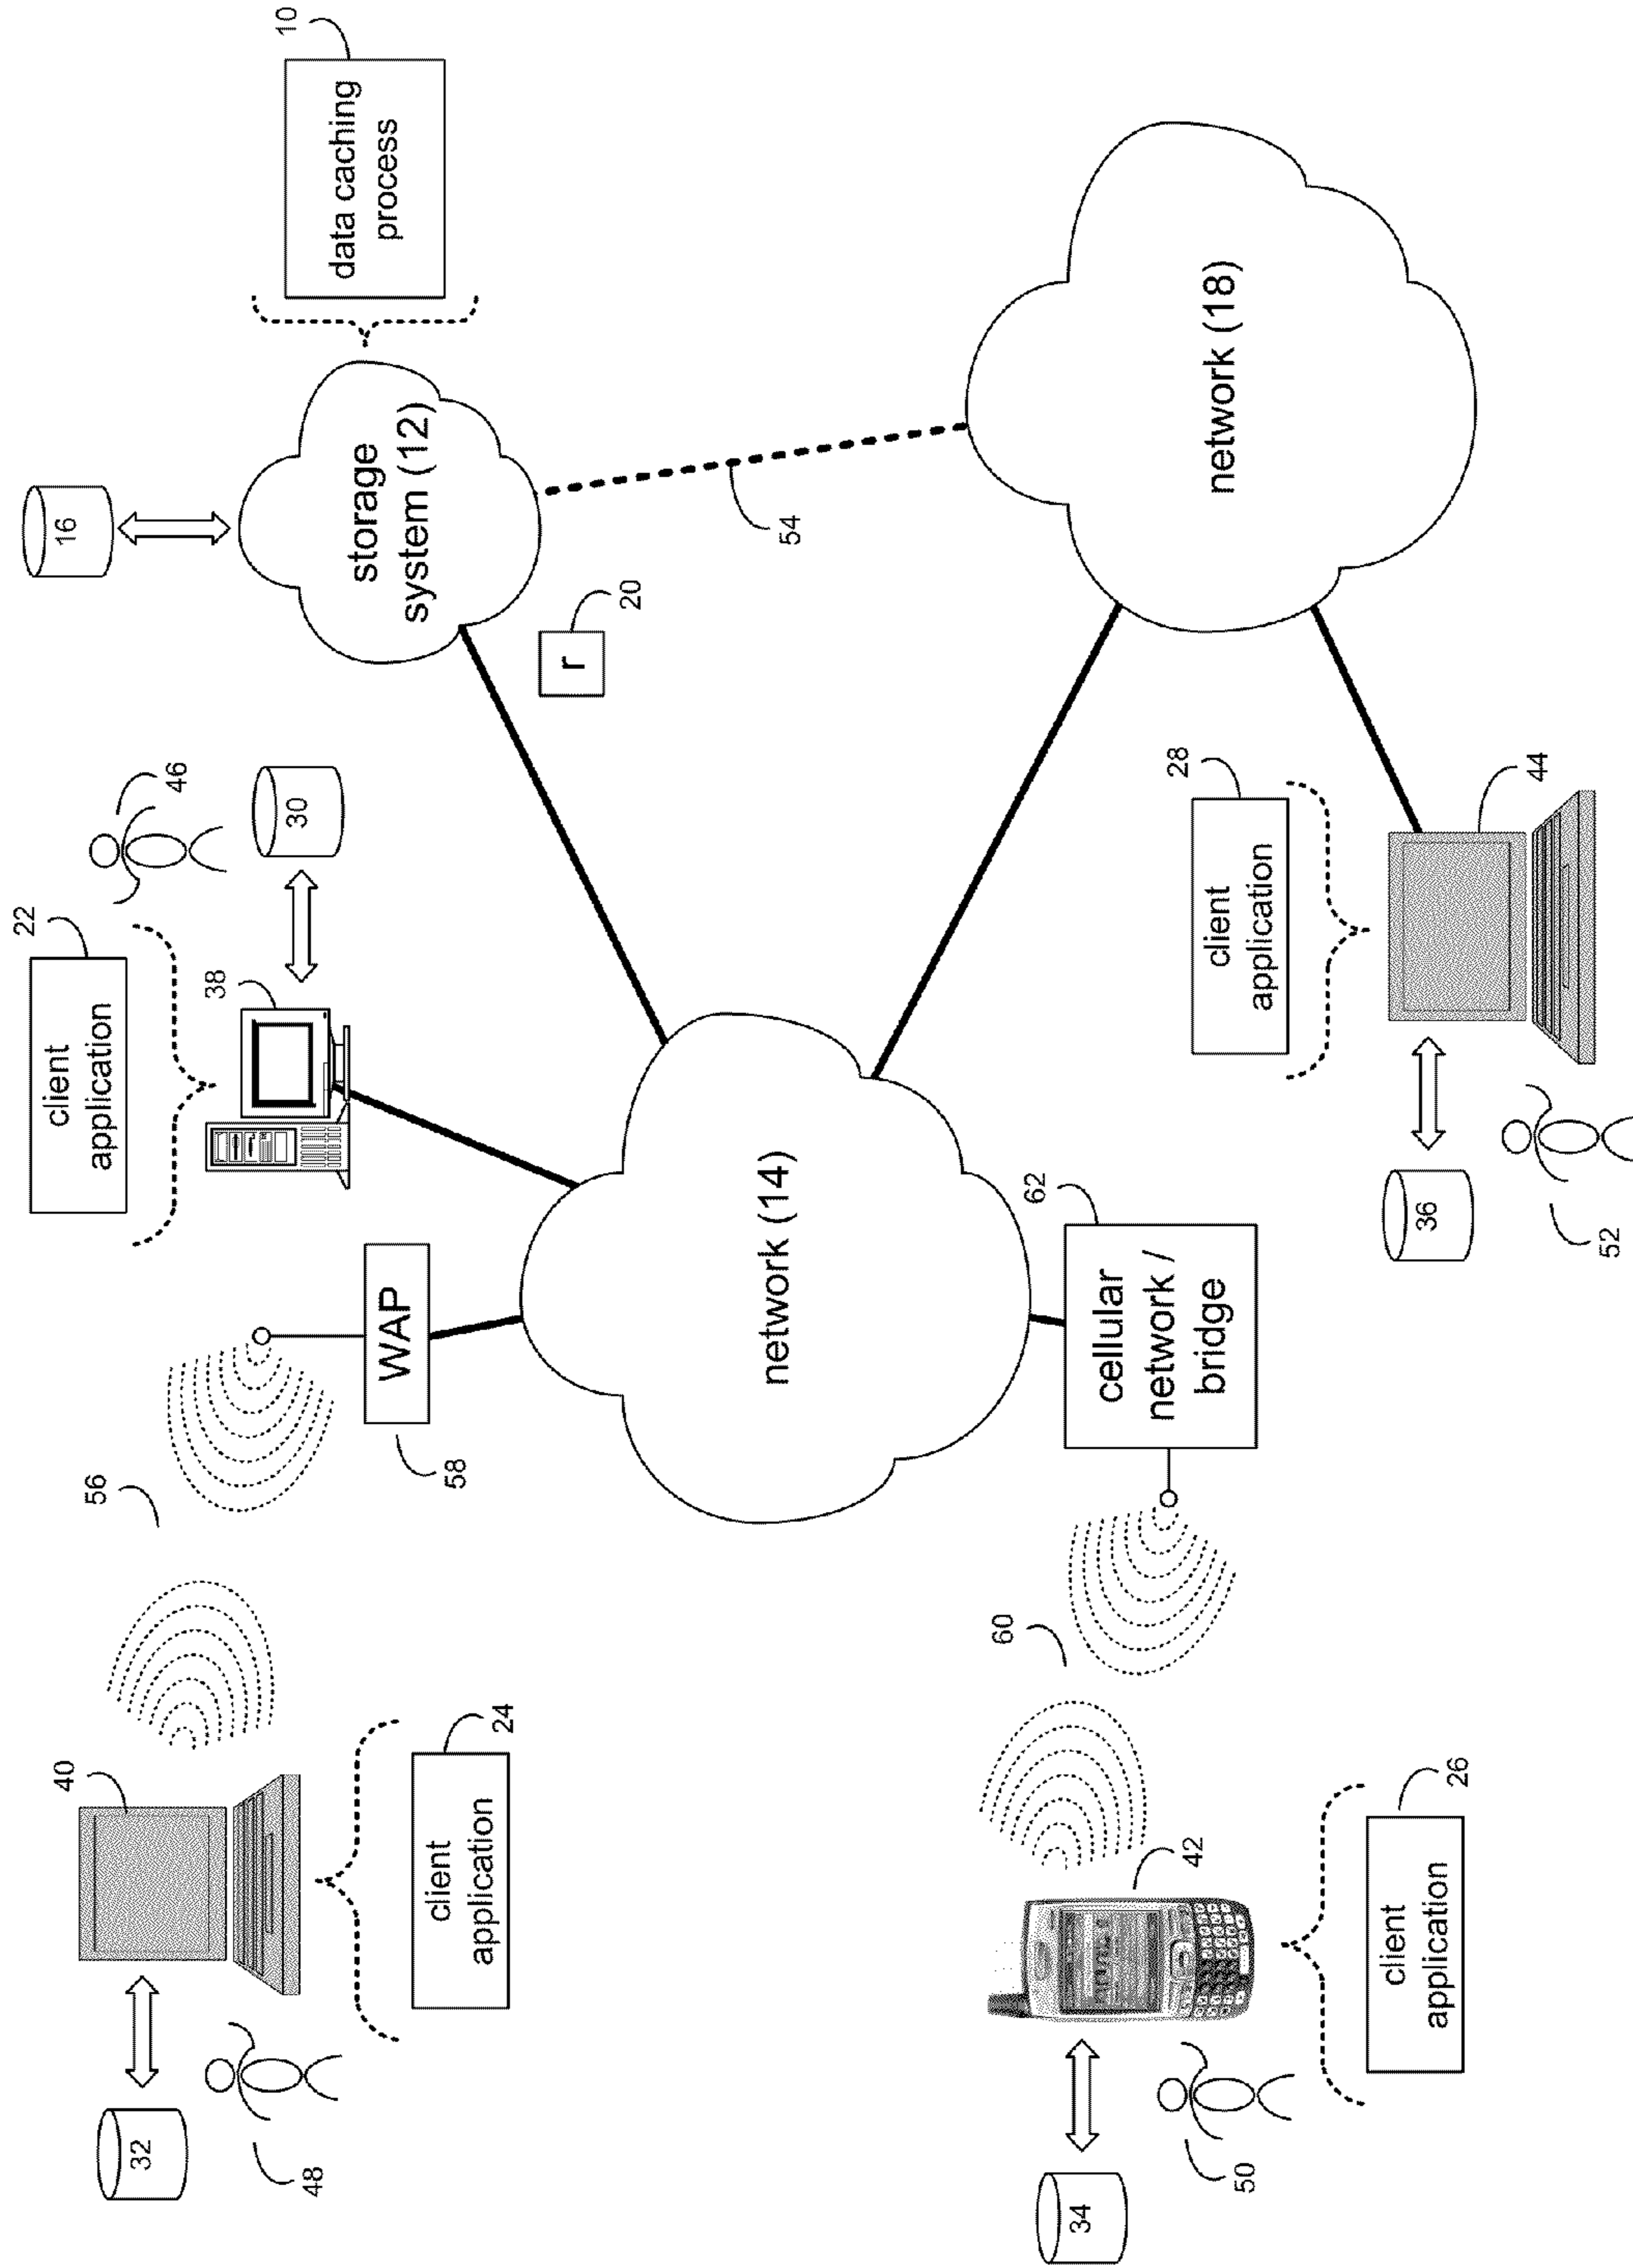 22
client
application
16
40
56
32
46
38
10
30
48
data caching
process
storage
system (12)
WAP
58
24
client
application
r
20
54
network (14)
60
62
34
42
cellular
network /
bridge
28
client
application
network (18)
50
26
client
application
36
44
52